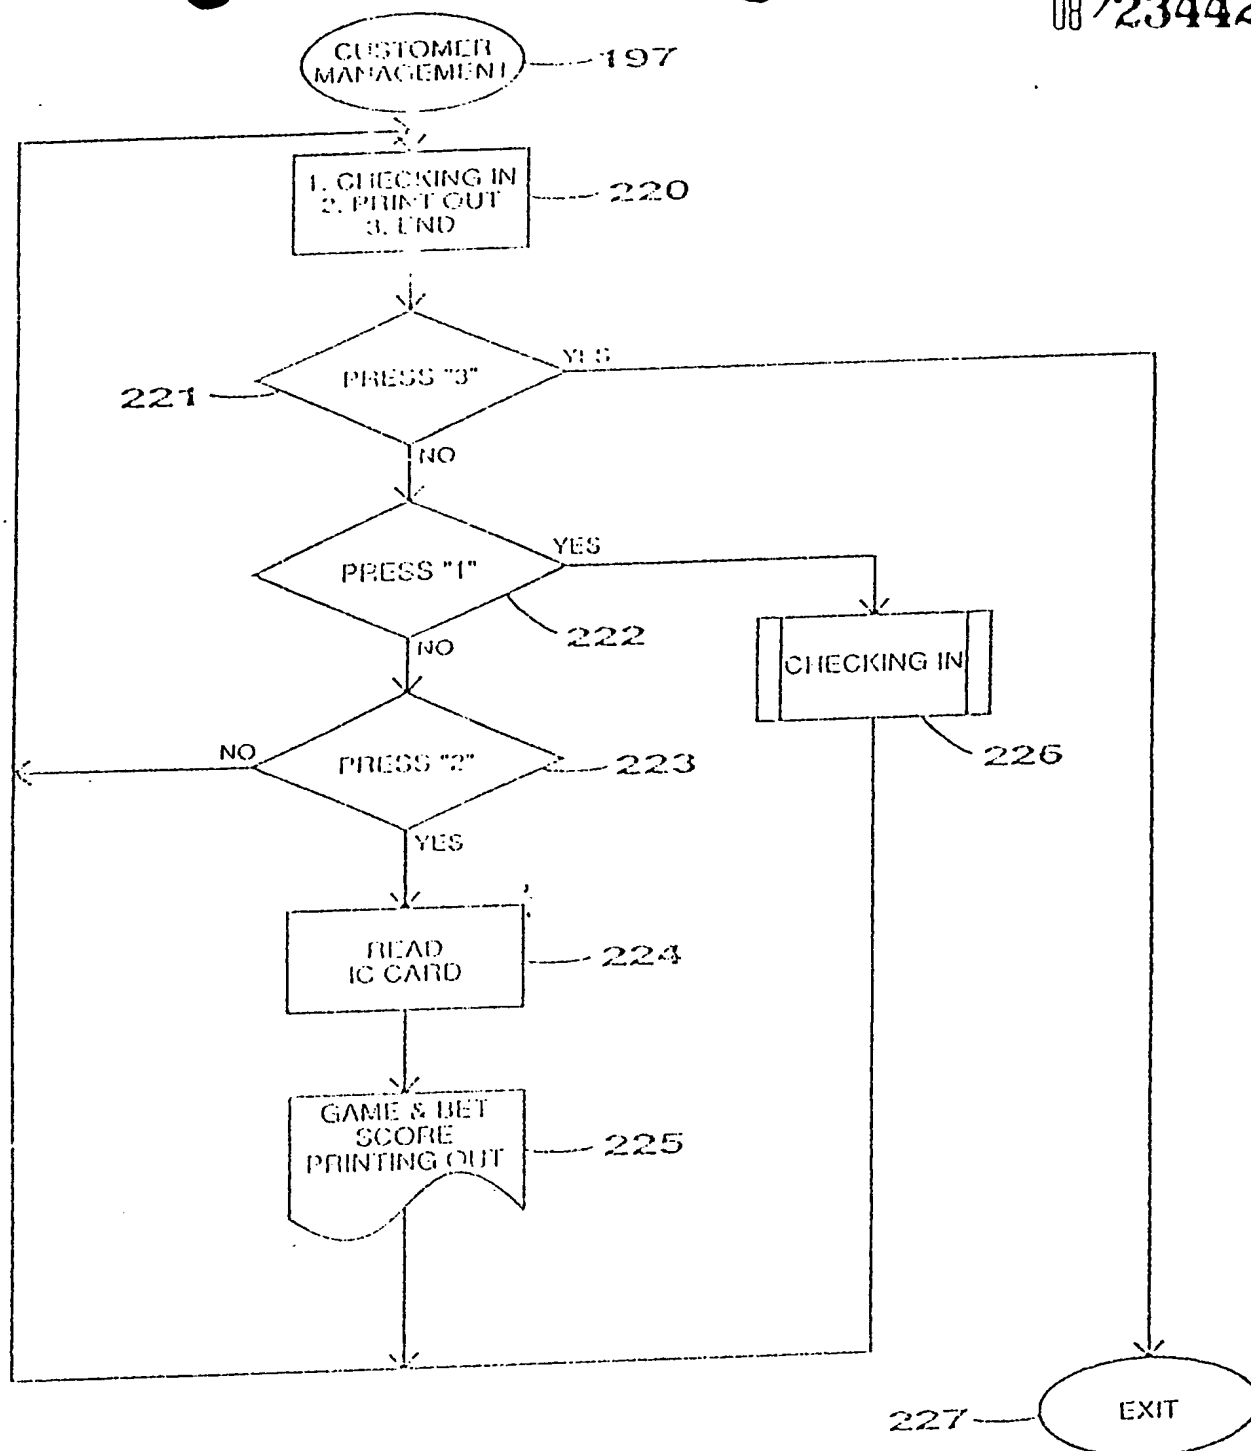 08/23442
CUSTOMER
MANAGEMENT
197
1. CHECKING IN
2. PRINT OUT
3. END
220
PRESS "3"
YES
221
NO
PRESS "1"
YES
222
NO
CHECKING IN
226
PRESS "2"
NO
223
YES
READ
IC CARD
224
GAME & BET
SCORE
PRINTING OUT
225
EXIT
227